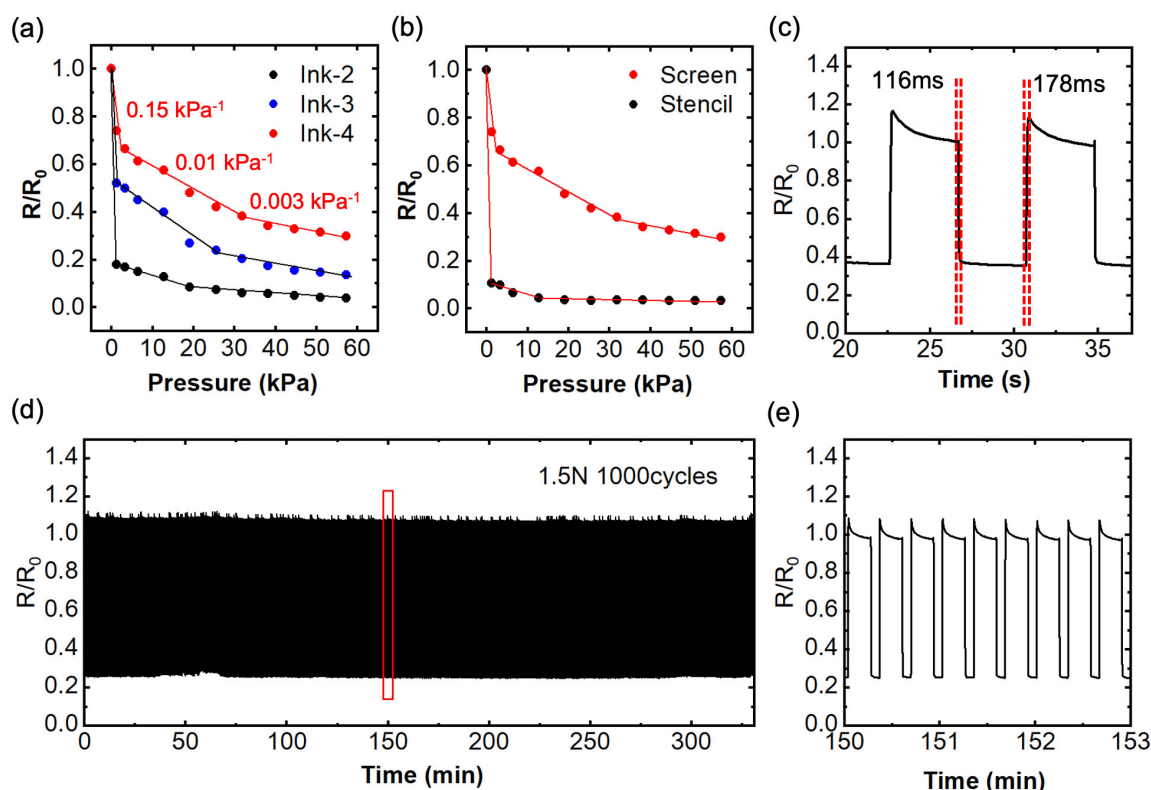 (a)
1.0
0.8
0.6
0.4
0.2
0.0
R/R0
Ink-2
Ink-3
Ink-4
0.15 kPa-1
0.01 kPa-1
0.003 kPa-1
0 10 20 30 40 50 60
Pressure (kPa)
(b)
1.0
0.8
0.6
0.4
0.2
0.0
R/R0
Screen
Stencil
0 10 20 30 40 50 60
Pressure (kPa)
(c)
1.4
1.2
1.0
0.8
0.6
0.4
0.2
0.0
R/R0
116ms
178ms
20 25 30 35
Time (s)
(d)
1.4
1.2
1.0
0.8
0.6
0.4
0.2
0.0
R/R0
1.5N 1000cycles
0 50 100 150 200 250 300
Time (min)
(e)
1.4
1.2
1.0
0.8
0.6
0.4
0.2
0.0
R/R0
150 151 152 153
Time (min)